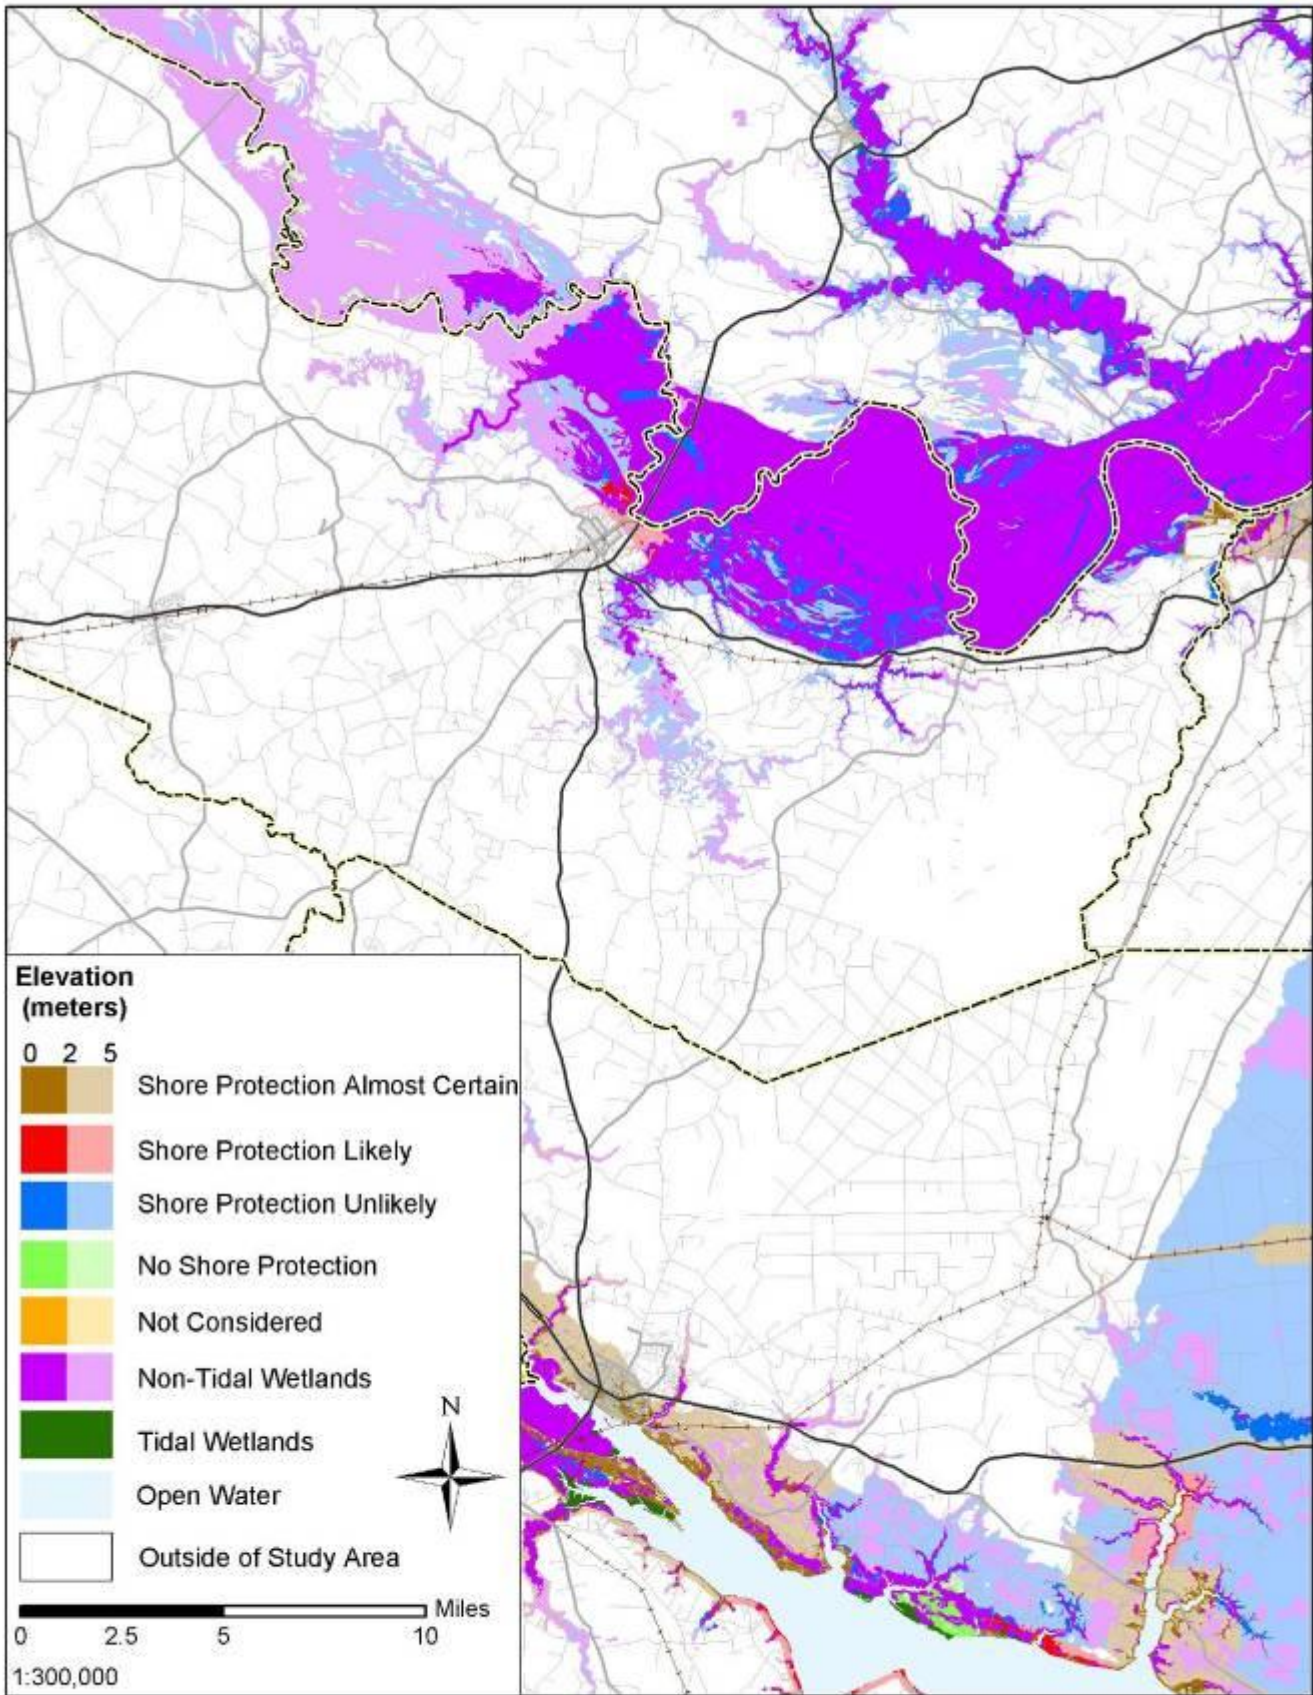 Elevation
(meters)
0 2 5
Shore Protection Almost Certain
Shore Protection Likely
Shore Protection Unlikely
No Shore Protection
Not Considered
Non-Tidal Wetlands
Tidal Wetlands
Open Water
Outside of Study Area
N
Miles
0 2.5 5 10
1:300,000